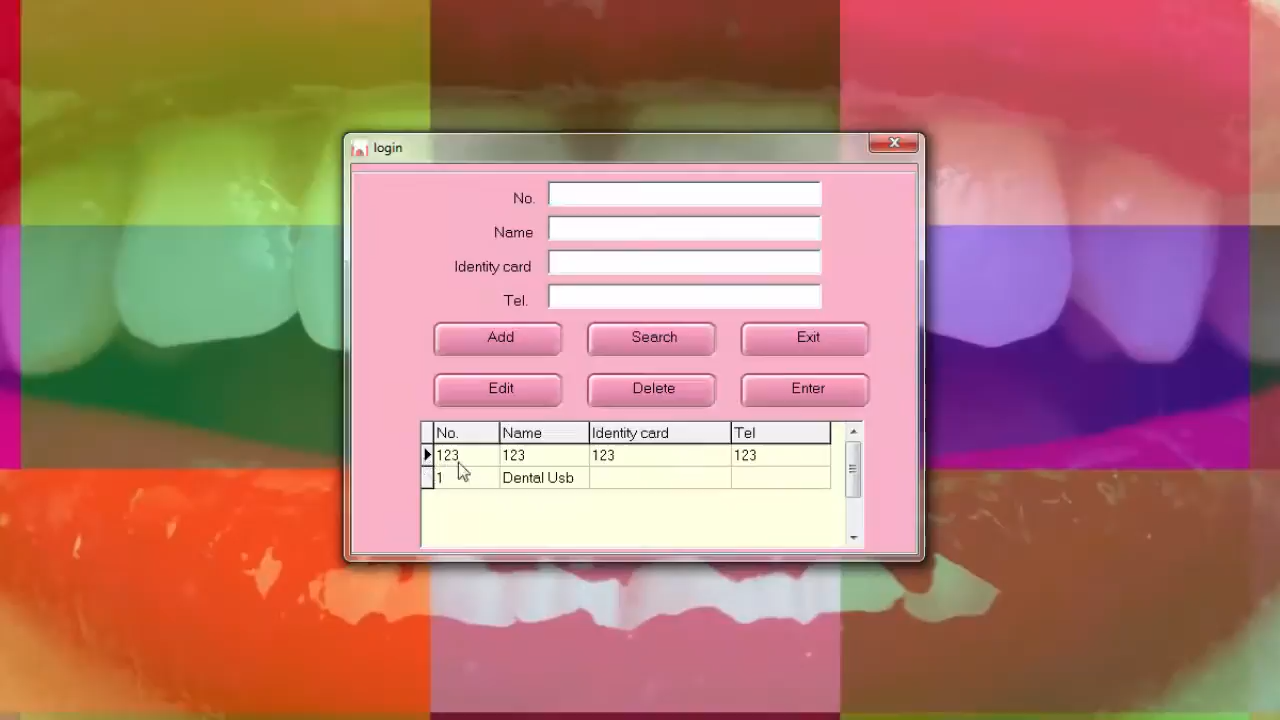 login
No.
Name
Identity card
Tel.
Add Search Exit
Edit Delete Enter
No. Name Identity card Tel
123 123 123 123
1 Dental Usb